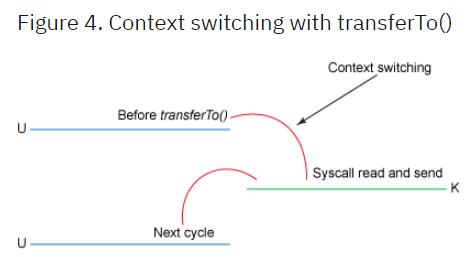 Figure 4. Context switching with transferTo()
Context switching
Before transferTo()
U
Syscall read and send
K
Next cycle
U